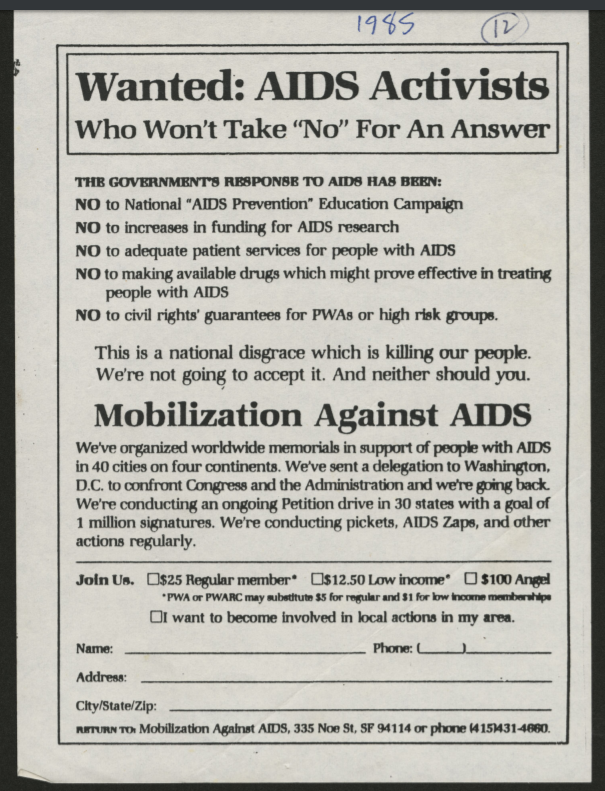 1985 12
Wanted: AIDS Activists
Who Won't Take "No" For An Answer
THE GOVERNMENT'S RESPONSE TO AIDS HAS BEEN:
NO to National "AIDS Prevention" Education Campaign
NO to increases in funding for AIDS research
NO to adequate patient services for people with AIDS
NO to making available drugs which might prove effective in treating
people with AIDS
NO to civil rights' guarantees for PWAs or high risk groups.
This is a national disgrace which is killing our people.
We're not going to accept it. And neither should you.
Mobilization Against AIDS
We've organized worldwide memorials in support of people with AIDS
in 40 cities on four continents. We've sent a delegation to Washington,
D.C. to confront Congress and the Administration and we're going back.
We're conducting an ongoing Petition drive in 30 states with a goal of
1 million signatures. We're conducting pickets, AIDS Zaps, and other
actions regularly.
Join Us. ☐$25 Regular member* ☐$12.50 Low income* ☐ $100 Angel
*PWA or PWARC may substitute $5 for regular and $1 for low income memberships
☐I want to become involved in local actions in my area.
Name: Phone: ( )
Address:
City/State/Zip:
RETURN TO: Mobilization Against AIDS, 335 Noe St, SF 94114 or phone (415)431-4660.